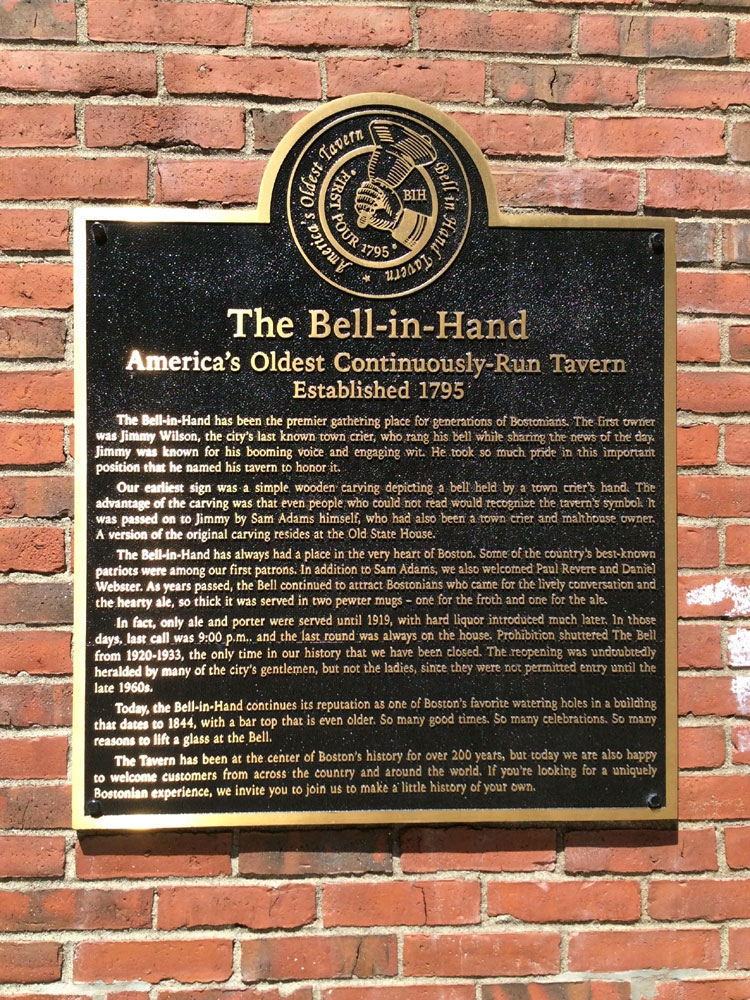 America's Oldest Tavern
Bell in Hand Tavern
FIRST POUR 1795
BIH
The Bell-in-Hand
America's Oldest Continuously-Run Tavern
Established 1795
The Bell-in-Hand has been the premier gathering place for generations of Bostonians. The first owner
was Jimmy Wilson, the city's last known town crier, who rang his bell while sharing the news of the day.
Jimmy was known for his booming voice and engaging wit. He took so much pride in this important
position that he named his tavern to honor it.
Our earliest sign was a simple wooden carving depicting a bell held by a town crier's hand. The
advantage of the carving was that even people who could not read would recognize the tavern's symbol. It
was passed on to Jimmy by Sam Adams himself, who had also been a town crier and malthouse owner.
A version of the original carving resides at the Old State House.
The Bell-in-Hand has always had a place in the very heart of Boston. Some of the country's best-known
patriots were among our first patrons. In addition to Sam Adams, we also welcomed Paul Revere and Daniel
Webster. As years passed, the Bell continued to attract Bostonians who came for the lively conversation and
the hearty ale, so thick it was served in two pewter mugs – one for the froth and one for the ale.
In fact, only ale and porter were served until 1919, with hard liquor introduced much later. In those
days, last call was 9:00 p.m.. and the last round was always on the house. Prohibition shuttered The Bell
from 1920-1933, the only time in our history that we have been closed. The reopening was undoubtedly
heralded by many of the city's gentlemen, but not the ladies, since they were not permitted entry until the
late 1960s.
Today, the Bell-in-Hand continues its reputation as one of Boston's favorite watering holes in a building
that dates to 1844, with a bar top that is even older. So many good times. So many celebrations. So many
reasons to lift a glass at the Bell.
The Tavern has been at the center of Boston's history for over 200 years, but today we are also happy
to welcome customers from across the country and around the world. If you're looking for a uniquely
Bostonian experience, we invite you to join us to make a little history of your own.